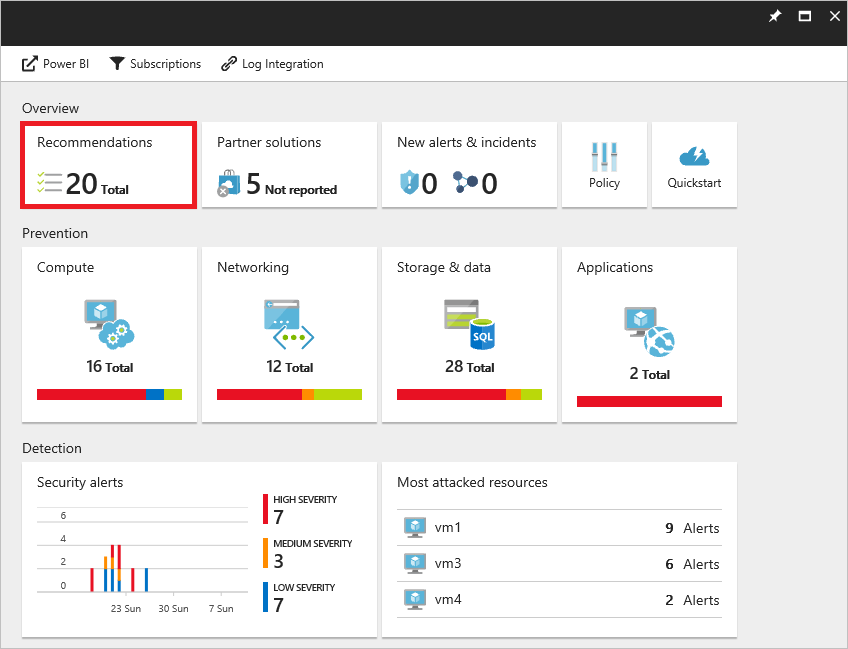 Power BI Subscriptions Log Integration
Overview
Recommendations
20 Total
Partner solutions
5 Not reported
New alerts & incidents
0 0
Policy
Quickstart
Prevention
Compute
16 Total
Networking
12 Total
Storage & data
SQL
28 Total
Applications
2 Total
Detection
Security alerts
6
4
2
0
23 Sun 30 Sun 7 Sun
HIGH SEVERITY
7
MEDIUM SEVERITY
3
LOW SEVERITY
7
Most attacked resources
vm1 9 Alerts
vm3 6 Alerts
vm4 2 Alerts